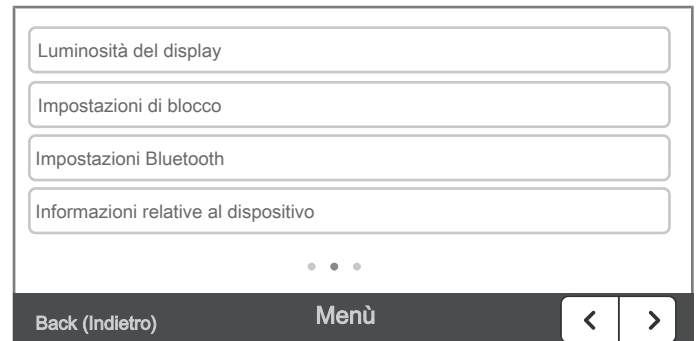 Luminosità del display
Impostazioni di blocco
Impostazioni Bluetooth
Informazioni relative al dispositivo
Back (Indietro) Menù